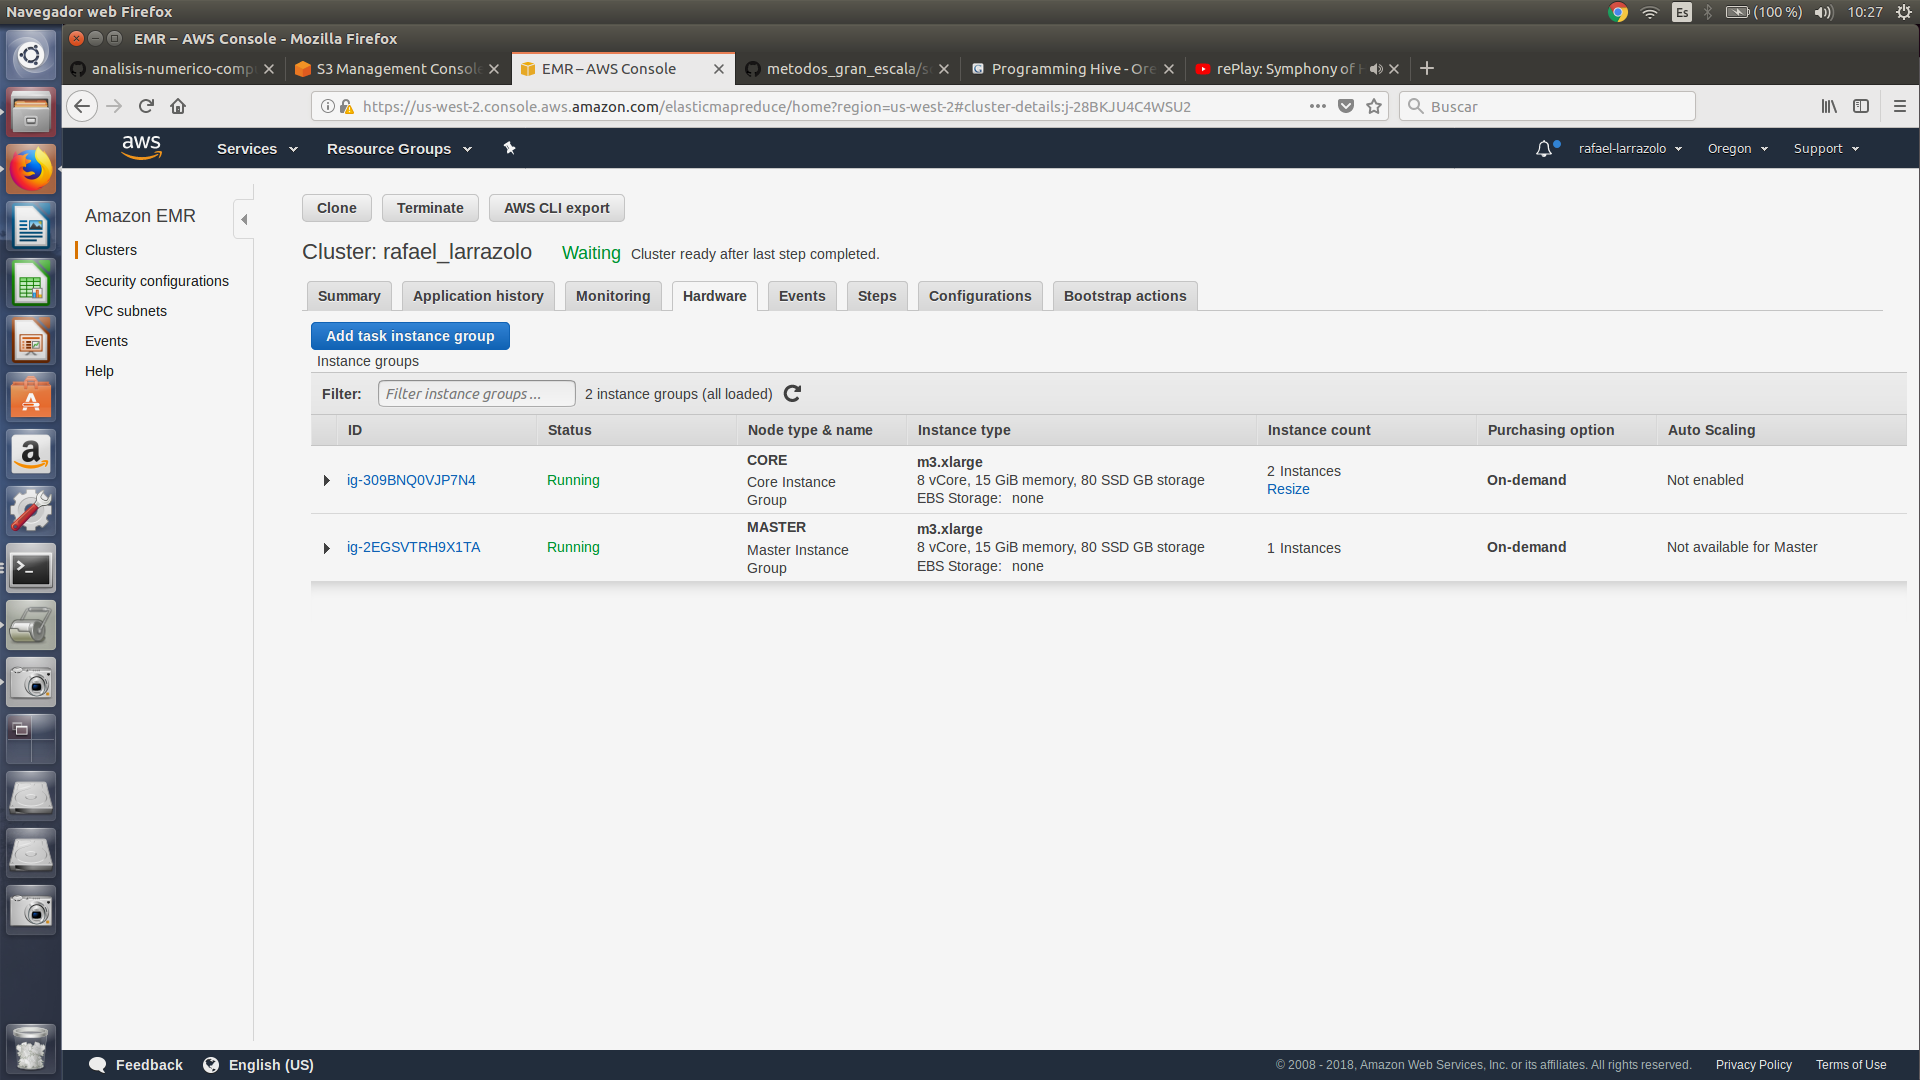 Navegador web Firefox
Es
(100 %)
10:27
EMR – AWS Console - Mozilla Firefox
analisis-numerico-comp
S3 Management Consol
EMR – AWS Console
metodos_gran_escala/s
Programming Hive - Ore
rePlay: Symphony of
https://us-west-2.console.aws.amazon.com/elasticmapreduce/home?region=us-west-2#cluster-details:j-28BKJU4C4WSU2
Buscar
aws
Services
Resource Groups
rafael-larrazolo
Oregon
Support
Amazon EMR
Clusters
Security configurations
VPC subnets
Events
Help
Clone
Terminate
AWS CLI export
Cluster: rafael_larrazolo
Waiting
Cluster ready after last step completed.
Summary
Application history
Monitoring
Hardware
Events
Steps
Configurations
Bootstrap actions
Add task instance group
Instance groups
Filter:
Filter instance groups ...
2 instance groups (all loaded)
ID
Status
Node type & name
Instance type
Instance count
Purchasing option
Auto Scaling
ig-309BNQ0VJP7N4
Running
CORE
Core Instance
Group
m3.xlarge
8 vCore, 15 GiB memory, 80 SSD GB storage
EBS Storage: none
2 Instances
Resize
On-demand
Not enabled
ig-2EGSVTRH9X1TA
Running
MASTER
Master Instance
Group
m3.xlarge
8 vCore, 15 GiB memory, 80 SSD GB storage
EBS Storage: none
1 Instances
On-demand
Not available for Master
Feedback
English (US)
© 2008 - 2018, Amazon Web Services, Inc. or its affiliates. All rights reserved.
Privacy Policy
Terms of Use